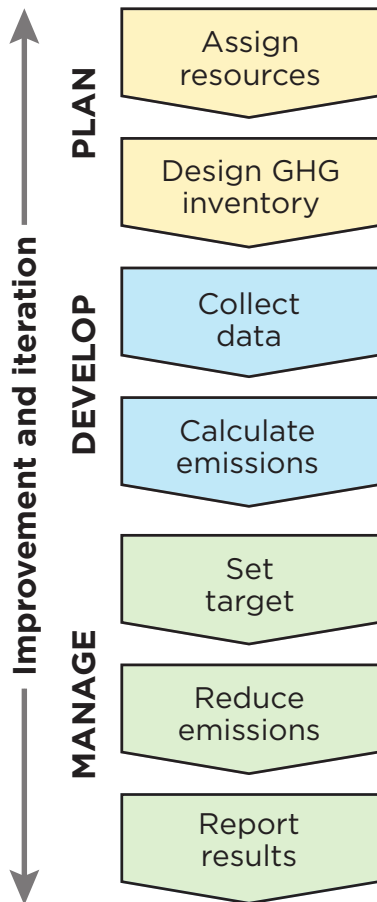 Improvement and iteration
PLAN
Assign
resources
Design GHG
inventory
DEVELOP
Collect
data
Calculate
emissions
MANAGE
Set
target
Reduce
emissions
Report
results